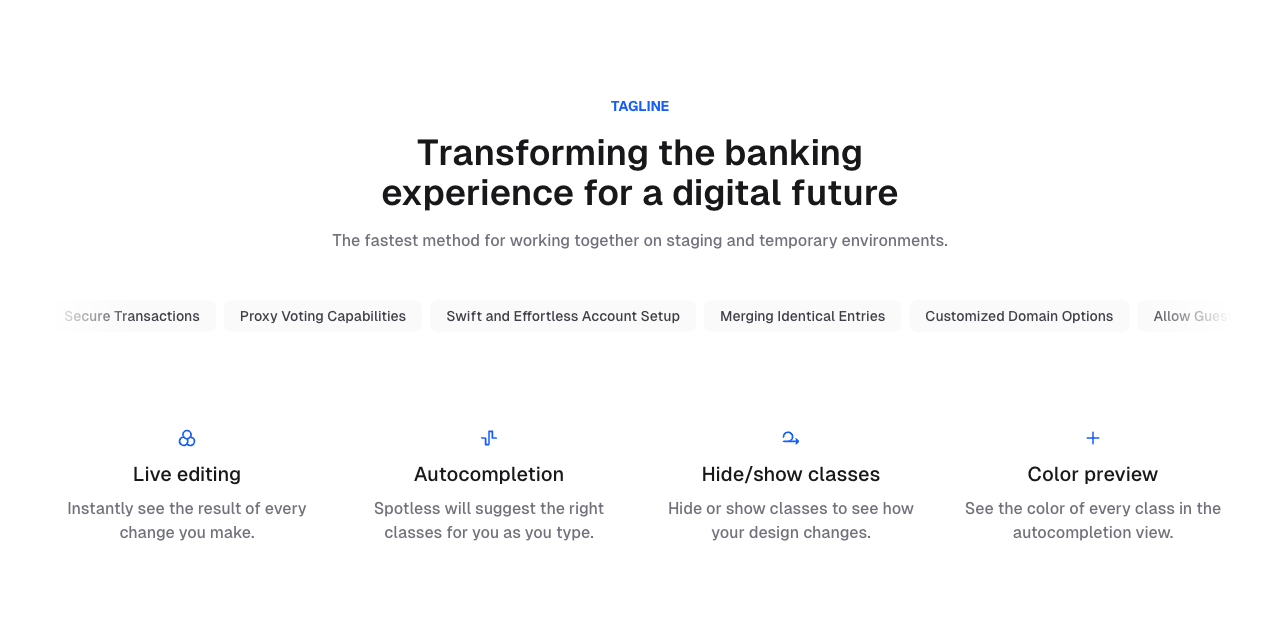 TAGLINE
Transforming the banking
experience for a digital future
The fastest method for working together on staging and temporary environments.
Secure Transactions
Proxy Voting Capabilities
Swift and Effortless Account Setup
Merging Identical Entries
Customized Domain Options
Allow Gues
Live editing
Instantly see the result of every
change you make.
Autocompletion
Spotless will suggest the right
classes for you as you type.
Hide/show classes
Hide or show classes to see how
your design changes.
Color preview
See the color of every class in the
autocompletion view.